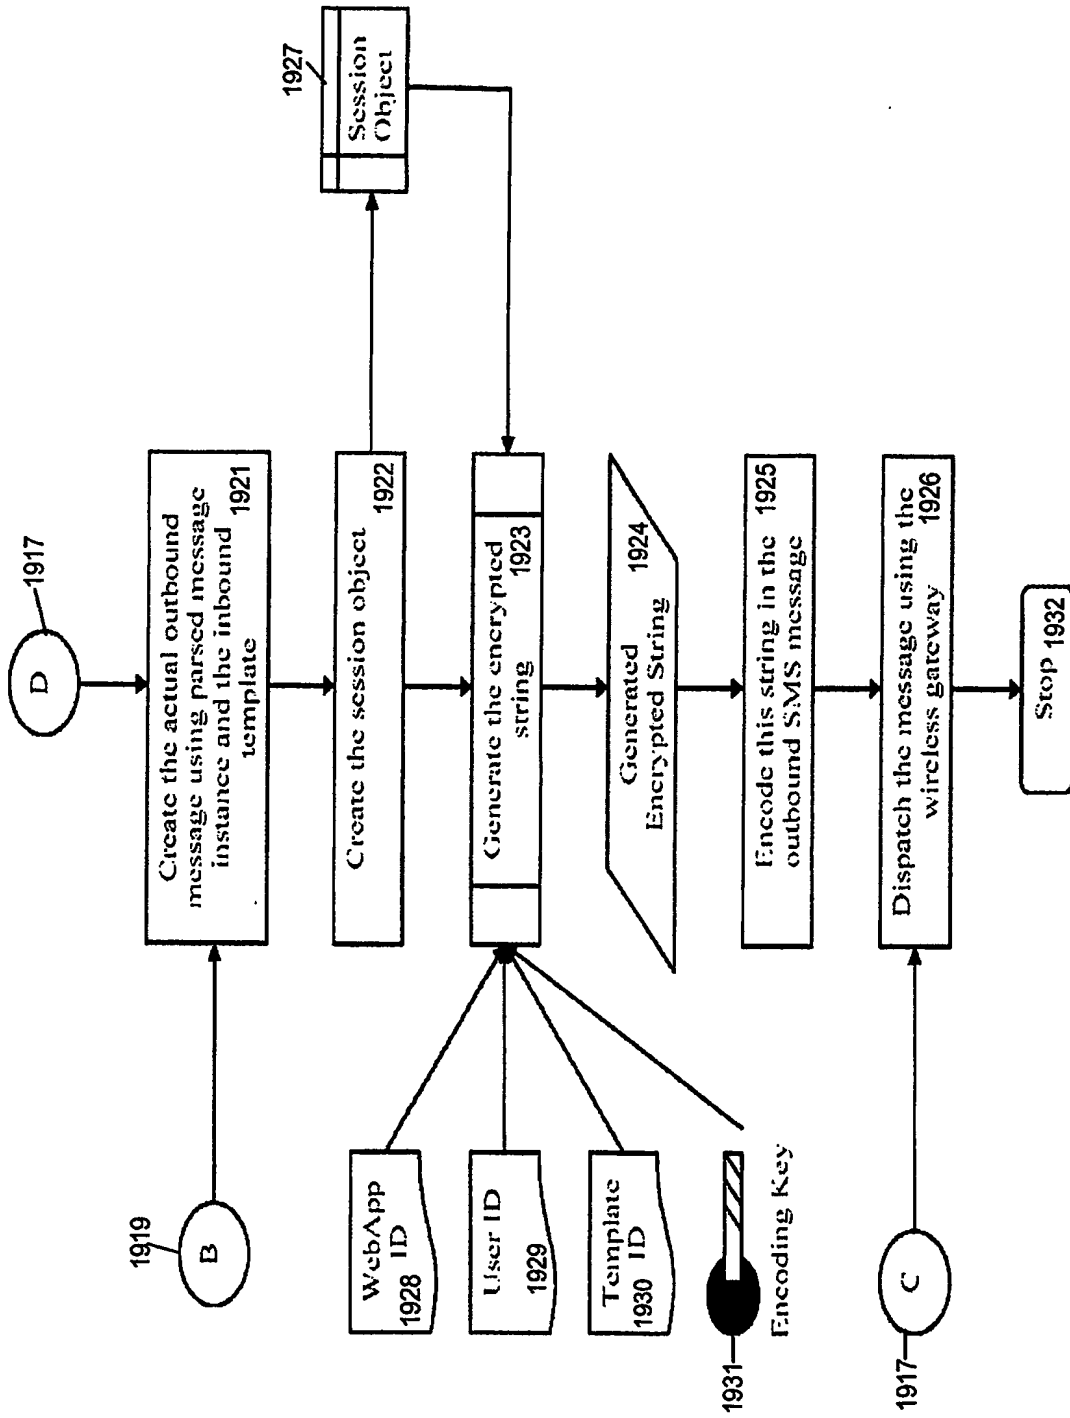 D
1917
1919
B
Create the actual outbound
message using parsed message
instance and the inbound
template
1921
Create the session object
1922
1927
Session
Object
WebApp
ID
1928
User ID
1929
Template
ID
1930
1931
Encoding Key
Generate the encrypted
string
1923
Generated
Encrypted String
1924
Encode this string in the
outbound SMS message
1925
1917
C
Dispatch the message using the
wireless gateway
1926
Stop
1932